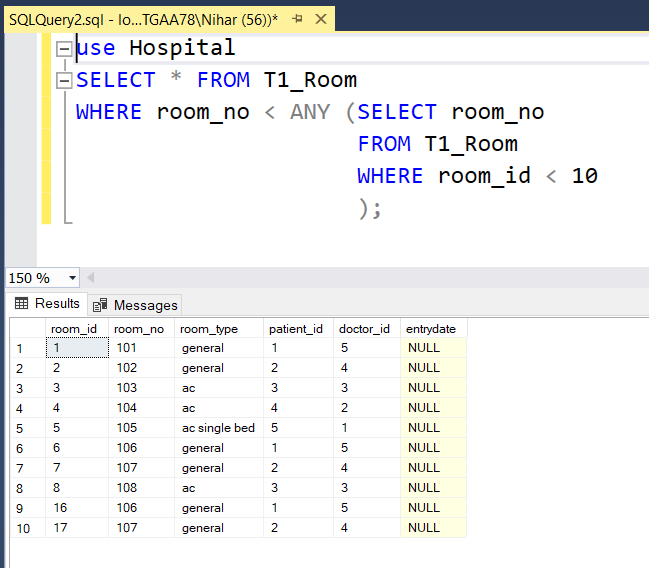 SQLQuery2.sql - lo...TGAA78\Nihar (56))*
use Hospital
SELECT * FROM T1_Room
WHERE room_no < ANY (SELECT room_no
FROM T1_Room
WHERE room_id < 10
);
150 %
Results Messages
room_id room_no room_type patient_id doctor_id entrydate
1 1 101 general 1 5 NULL
2 2 102 general 2 4 NULL
3 3 103 ac 3 3 NULL
4 4 104 ac 4 2 NULL
5 5 105 ac single bed 5 1 NULL
6 6 106 general 1 5 NULL
7 7 107 general 2 4 NULL
8 8 108 ac 3 3 NULL
9 16 106 general 1 5 NULL
10 17 107 general 2 4 NULL